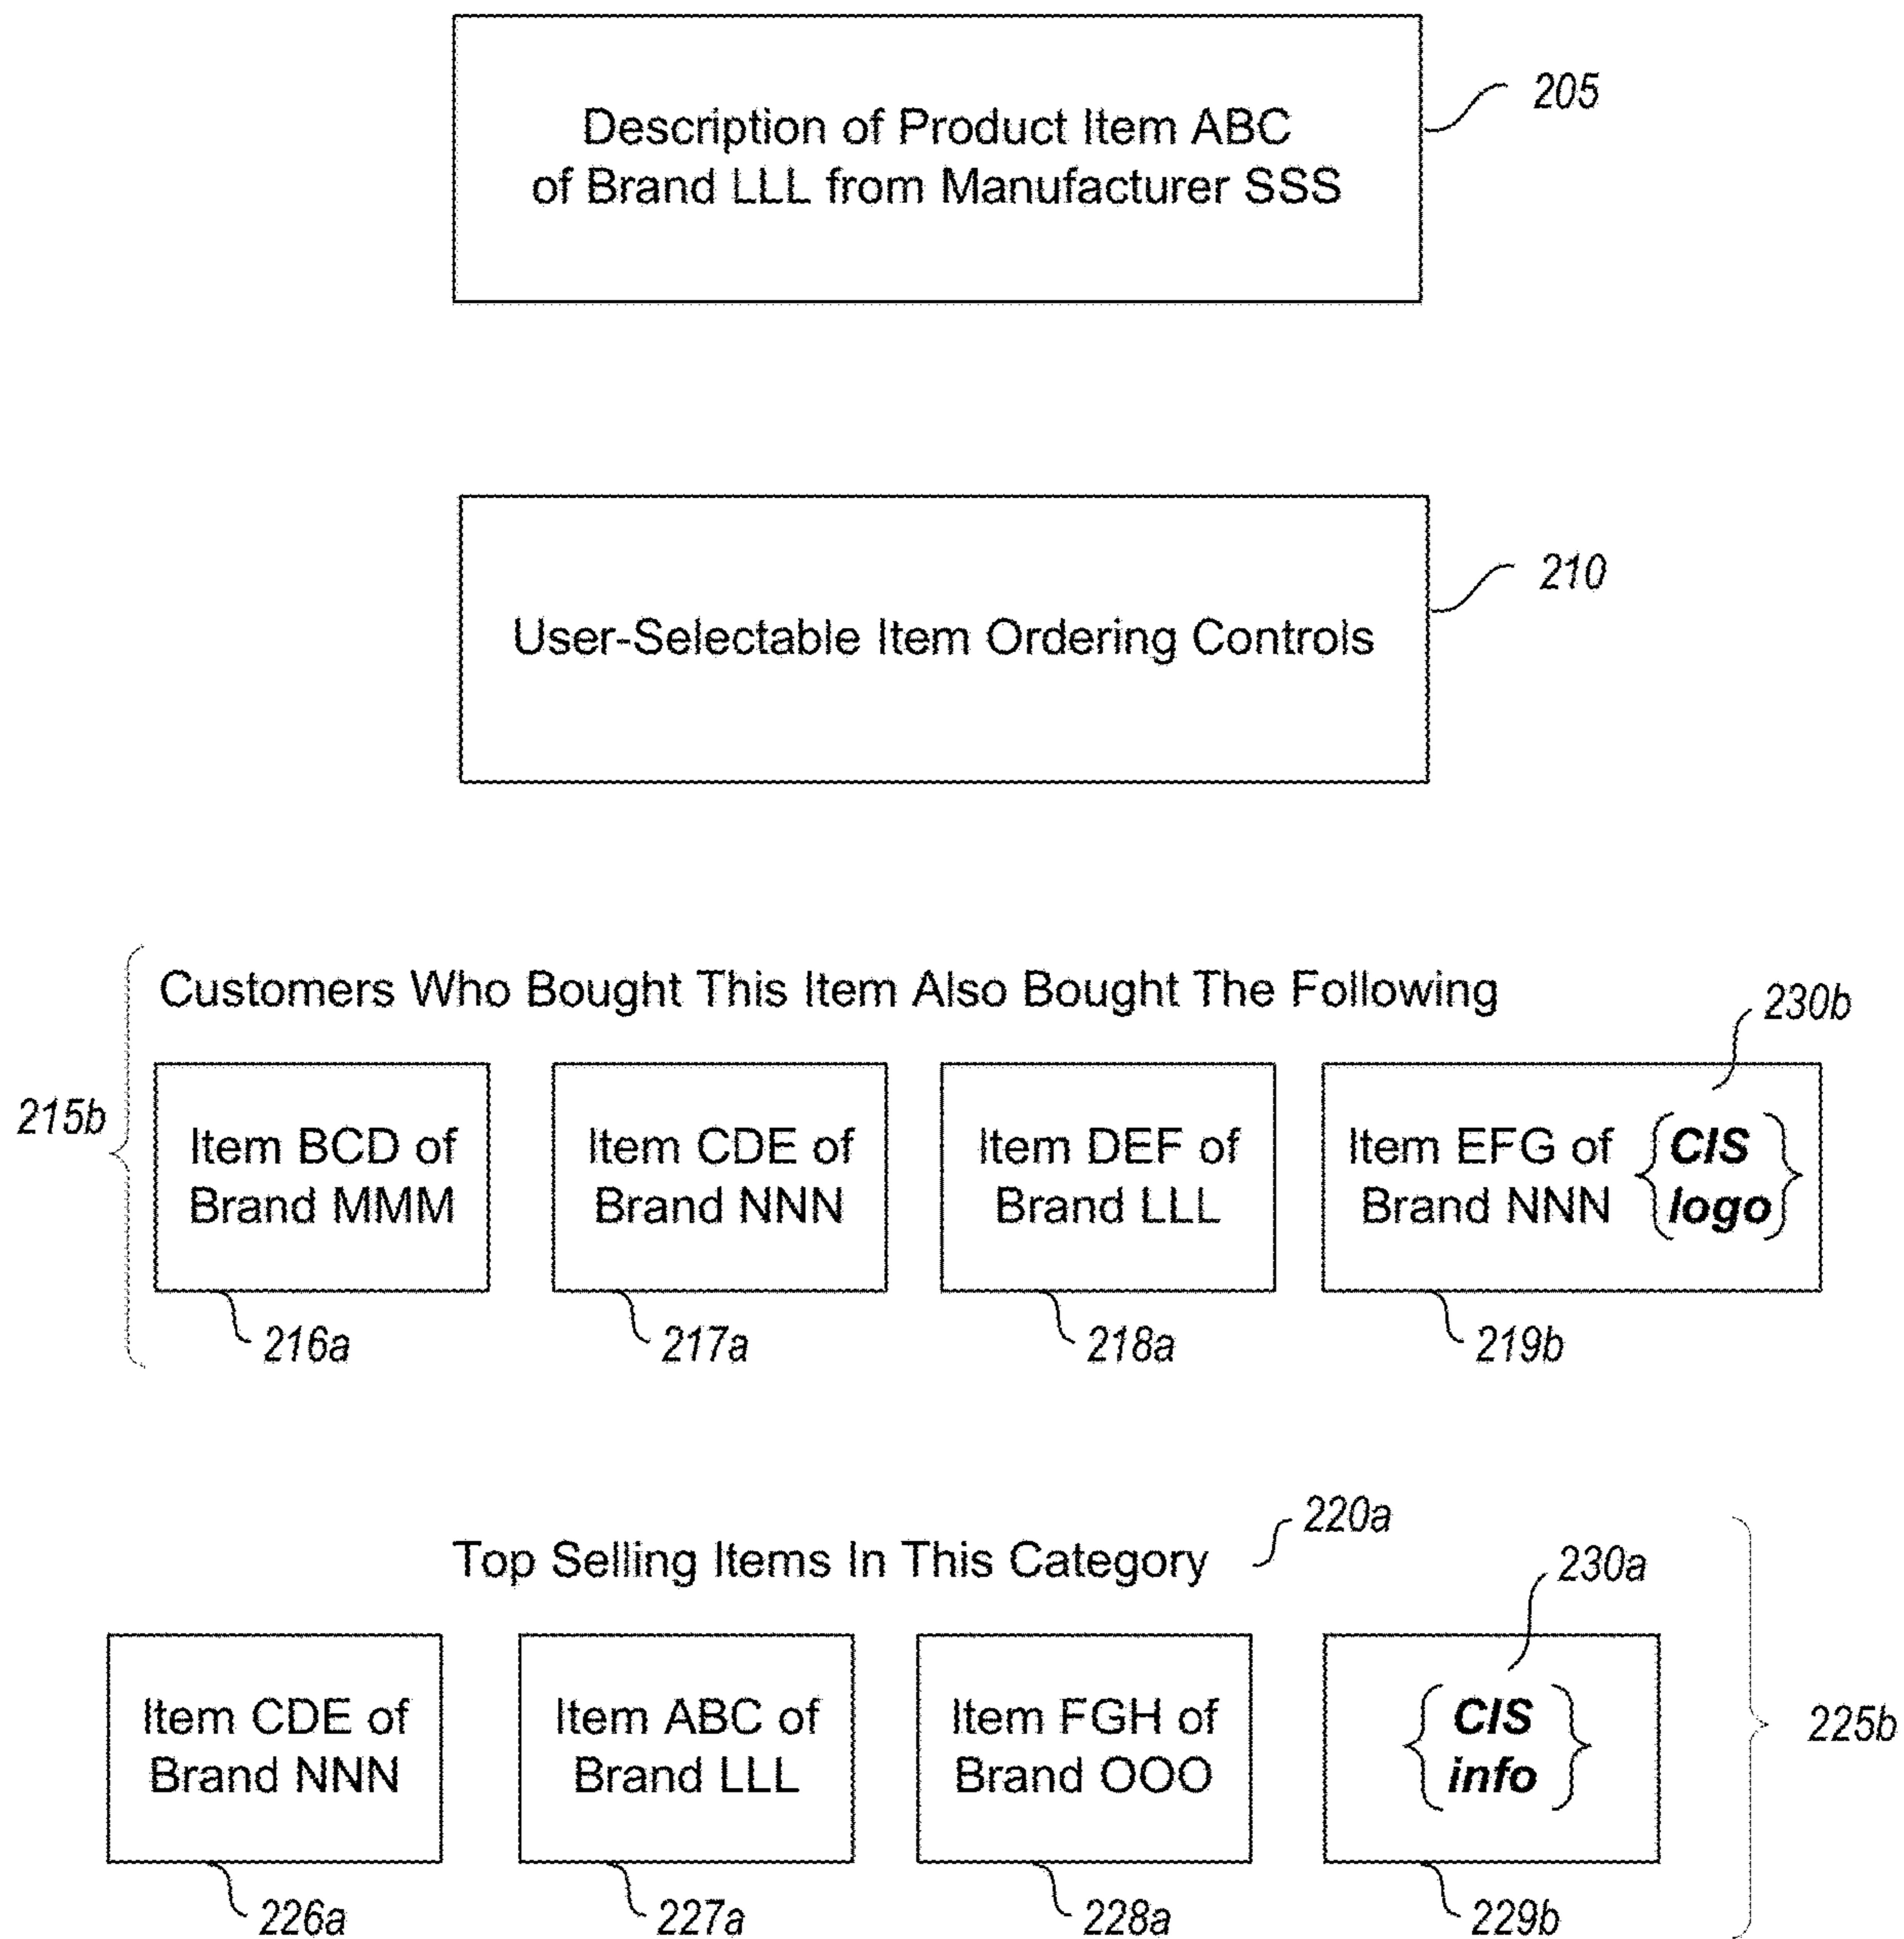 Description of Product Item ABC
of Brand LLL from Manufacturer SSS
205
User-Selectable Item Ordering Controls
210
Customers Who Bought This Item Also Bought The Following
230b
215b
Item BCD of
Brand MMM
Item CDE of
Brand NNN
Item DEF of
Brand LLL
Item EFG of
Brand NNN
{CIS
logo}
216a
217a
218a
219b
220a
Top Selling Items In This Category
230a
Item CDE of
Brand NNN
Item ABC of
Brand LLL
Item FGH of
Brand OOO
{CIS
info}
225b
226a
227a
228a
229b